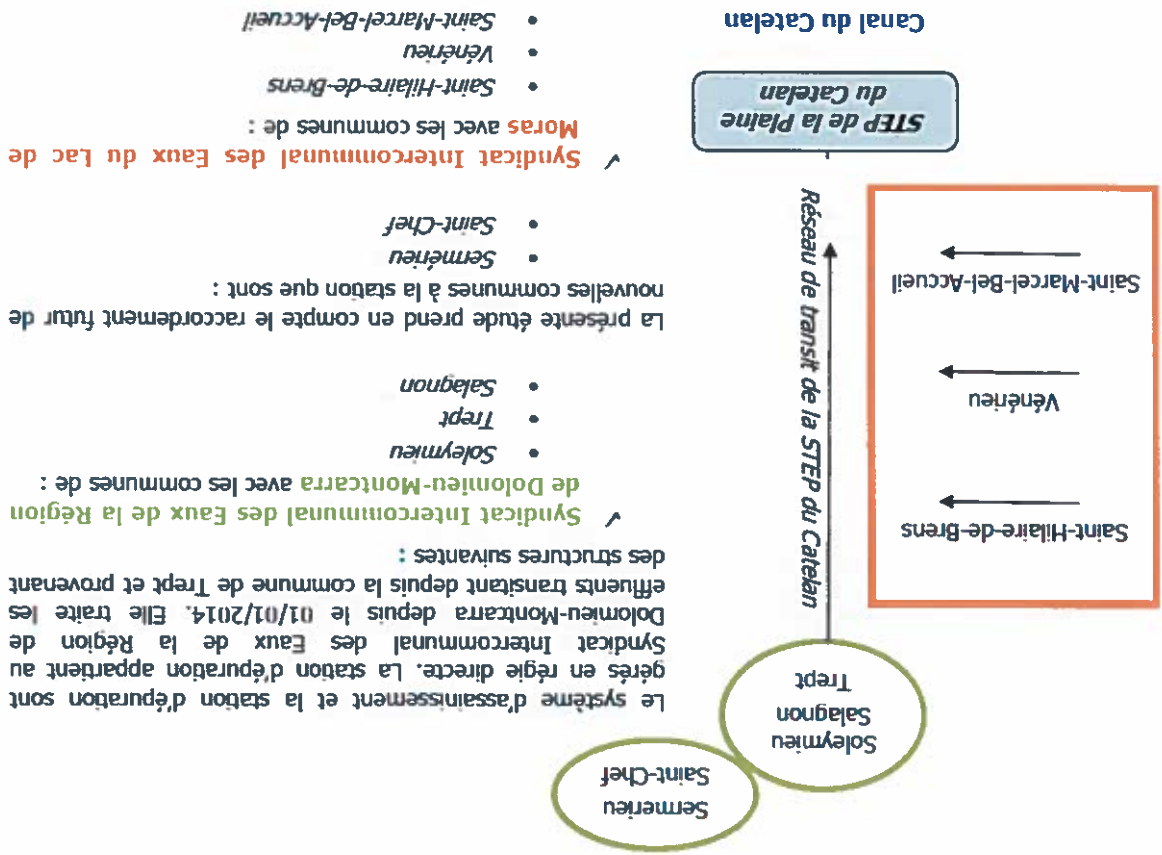 Sermerieu
Saint-Chef
Soleymieu
Salagnon
Trept
Saint-Hilaire-de-Brens
Vénérieu
Saint-Marcel-Bel-Accueil
Réseau de transit de la STEP du Catelan
STEP de la Plaine
du Catelan
Canal du Catelan
Le système d'assainissement et la station d'épuration sont
gérés en régie directe. La station d'épuration appartient au
Syndicat Intercommunal des Eaux de la Région de
Dolomieu-Montcarra depuis le 01/01/2014. Elle traite les
effluents transitant depuis la commune de Trept et provenant
des structures suivantes :
✓ Syndicat Intercommunal des Eaux de la Région
de Dolomieu-Montcarra avec les communes de :
• Soleymieu
• Trept
• Salagnon
La présente étude prend en compte le raccordement futur de
nouvelles communes à la station que sont :
• Sermérieu
• Saint-Chef
✓ Syndicat Intercommunal des Eaux du Lac de
Moras avec les communes de :
• Saint-Hilaire-de-Brens
• Vénérieu
• Saint-Marcel-Bel-Accueil